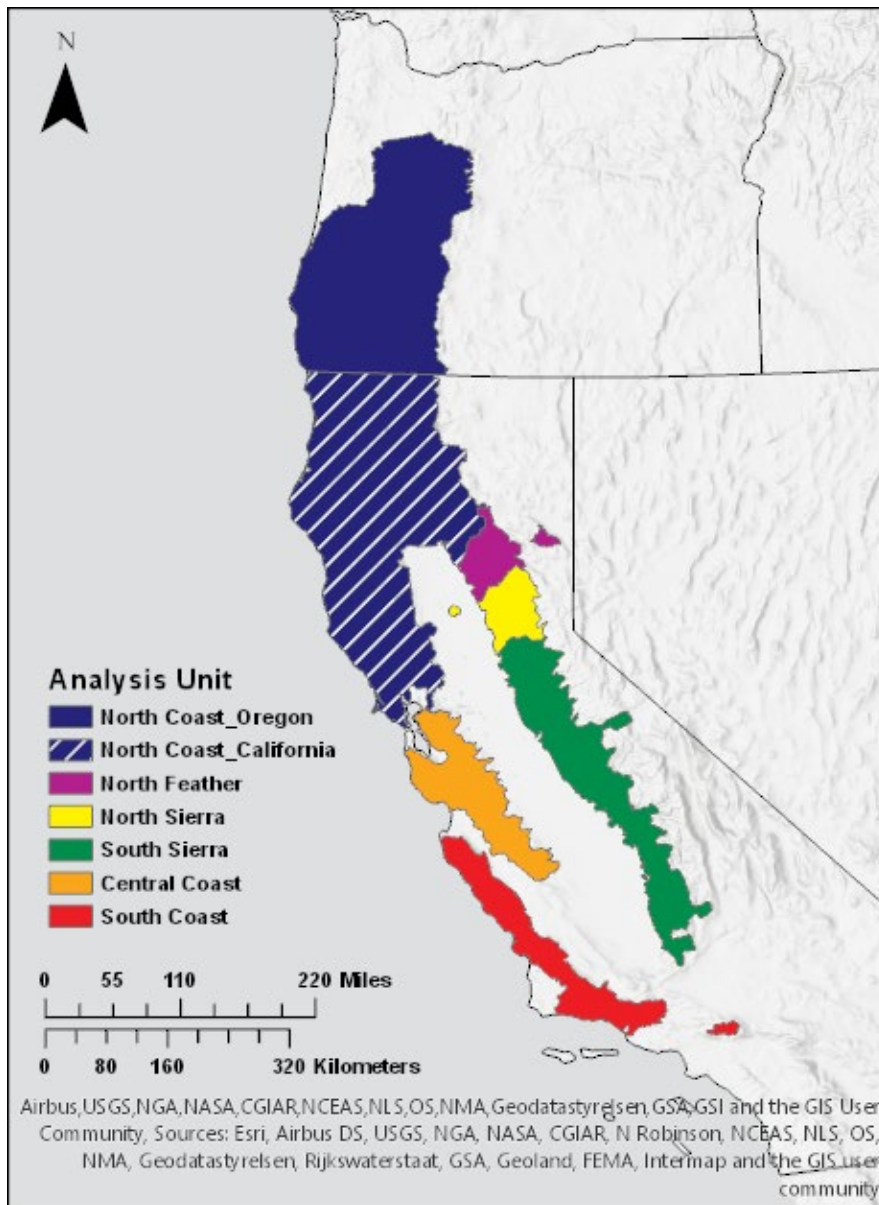 N
Analysis Unit
North Coast_Oregon
North Coast_California
North Feather
North Sierra
South Sierra
Central Coast
South Coast
0 55 110 220 Miles
0 80 160 320 Kilometers
Airbus,USGS,NGA,NASA,CGIAR,NCEAS,NLS,OS,NMA,Geodatastyrelsen,GSA,GSI and the GIS User
Community, Sources: Esri, Airbus DS, USGS, NGA, NASA, CGIAR, N Robinson, NCEAS, NLS, OS,
NMA, Geodatastyrelsen, Rijkswaterstaat, GSA, Geoland, FEMA, Intermap and the GIS user
community